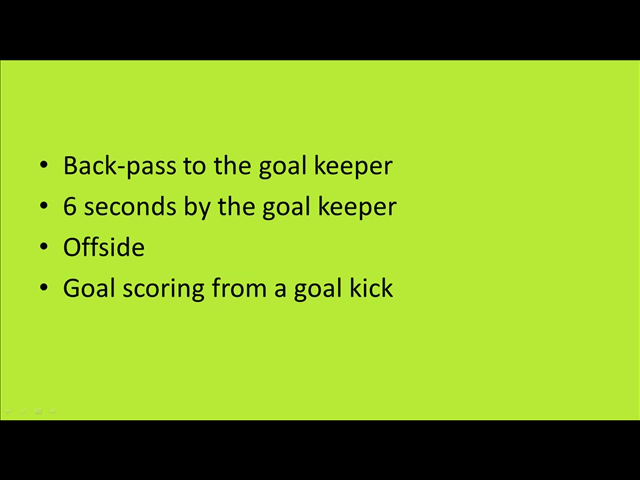 • Back-pass to the goal keeper
• 6 seconds by the goal keeper
• Offside
• Goal scoring from a goal kick